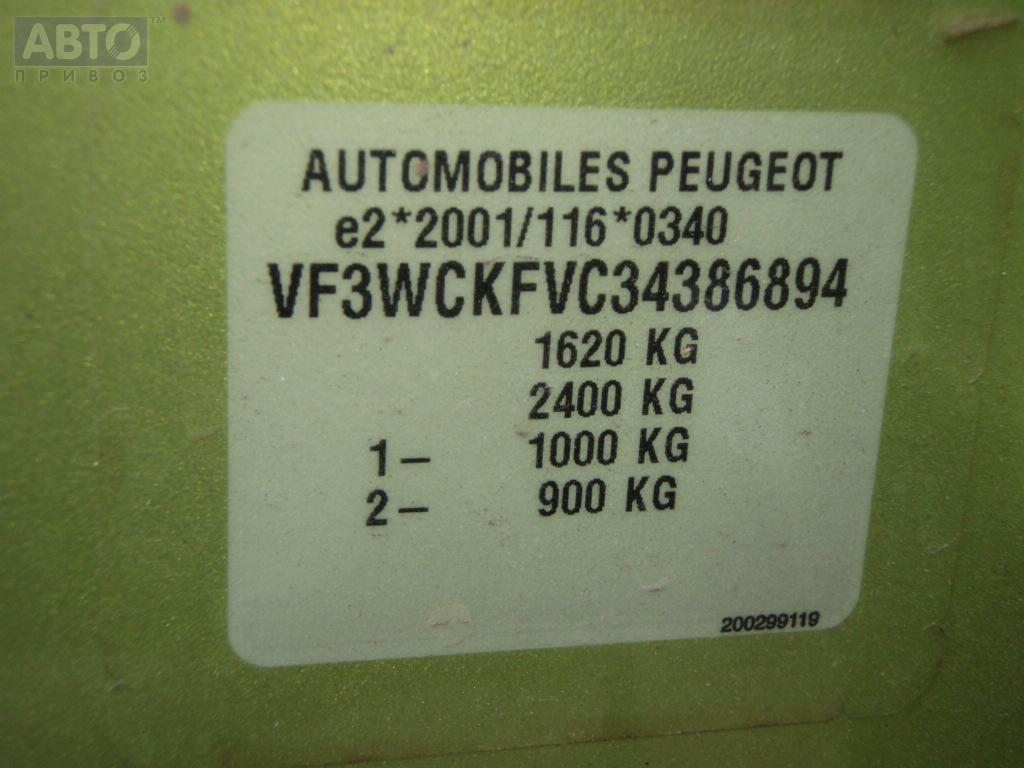 АВТО™
ПРИВОЗ
AUTOMOBILES PEUGEOT
e2*2001/116*0340
VF3WCKFVC34386894
1620 KG
2400 KG
1– 1000 KG
2– 900 KG
200299119